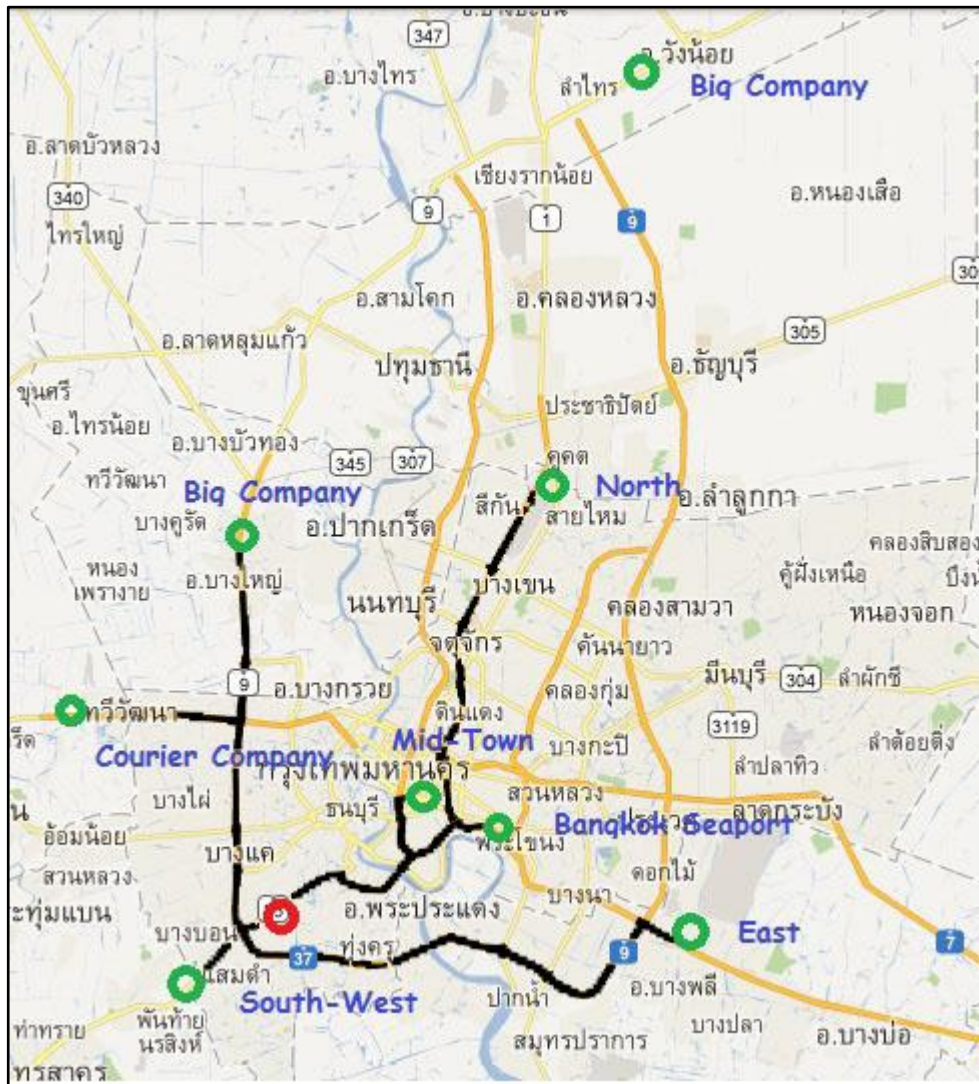 347
อ.วังน้อย
อ.บางไทร
ลำไทร
Big Company
อ.ลาดบัวหลวง
เชียงรากน้อย
340
9
1
9
อ.หนองเสือ
ไทรใหญ่
อ.สามโคก
อ.คลองหลวง
305
อ.ลาดหลุมแก้ว
ปทุมธานี
อ.ธัญบุรี
ขุนศรี
ประชาธิปัตย์
อ.ไทรน้อย
อ.บางบัวทอง
345
307
คูคต
ทวีวัฒนา
Big Company
North
อ.ลำลูกกา
สีกัน
บางคูรัด
อ.ปากเกร็ด
สายไหม
คลองสิบสอง
หนอง
เพรางาย
อ.บางใหญ่
บางเขน
คู้ฝั่งเหนือ
นนทบุรี
คลองสามวา
หนองจอก
จตุจักร
คันนายาว
9
อ.บางกรวย
คลองกุ่ม
มีนบุรี
304
ลำผักชี
ทวีวัฒนา
ดินแดง
3119
Courier Company
Mid-Town
บางกะปิ
ลำต้อยติ่ง
กรุงเทพมหานคร
ลำปลาทิว
บางไผ่
ธนบุรี
สวนหลวง
ลาดกระบัง
อ้อมน้อย
Bangkok Seaport
พระโขนง
บางแค
สวนหลวง
ดอกไม้
อ.พระประแดง
บางนา
บางบอน
ทุ่งครุ
East
37
9
7
แสมดำ
South-West
ปากน้ำ
อ.บางพลี
ท่าทราย
พันท้าย
นรสิงห์
สมุทรปราการ
บางปลา
อ.บางบ่อ